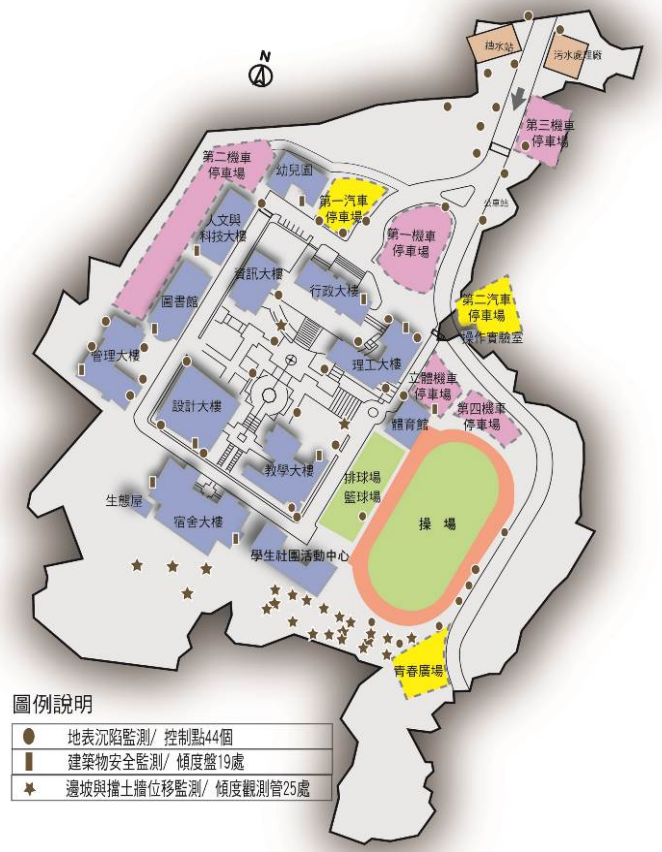 N
抽水站
污水處理廠
第三機車
停車場
第二機車
停車場
幼兒園
第一汽車
停車場
公車站
人文與
科技大樓
第一機車
停車場
資訊大樓
行政大樓
圖書館
第二汽車
停車場
操作實驗室
管理大樓
理工大樓
立體機車
停車場
設計大樓
第四機車
停車場
體育館
教學大樓
排球場
籃球場
操 場
生態屋
宿舍大樓
學生社團活動中心
青春廣場
圖例說明
地表沉陷監測/ 控制點44個
建築物安全監測/ 傾度盤19處
邊坡與擋土牆位移監測/ 傾度觀測管25處